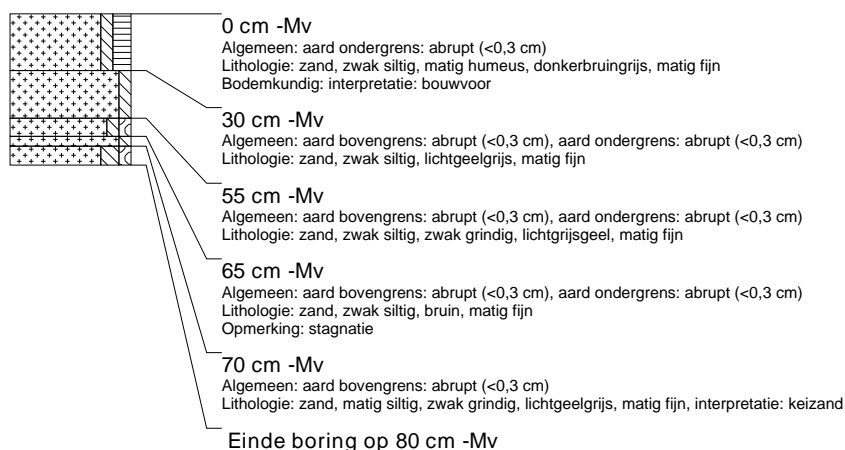 0 cm -Mv
Algemeen: aard ondergrens: abrupt (<0,3 cm)
Lithologie: zand, zwak siltig, matig humeus, donkerbruingrijs, matig fijn
Bodemkundig: interpretatie: bouwvoor
30 cm -Mv
Algemeen: aard bovengrens: abrupt (<0,3 cm), aard ondergrens: abrupt (<0,3 cm)
Lithologie: zand, zwak siltig, lichtgeelgrijs, matig fijn
55 cm -Mv
Algemeen: aard bovengrens: abrupt (<0,3 cm), aard ondergrens: abrupt (<0,3 cm)
Lithologie: zand, zwak siltig, zwak grindig, lichtgrijsgeel, matig fijn
65 cm -Mv
Algemeen: aard bovengrens: abrupt (<0,3 cm), aard ondergrens: abrupt (<0,3 cm)
Lithologie: zand, zwak siltig, bruin, matig fijn
Opmerking: stagnatie
70 cm -Mv
Algemeen: aard bovengrens: abrupt (<0,3 cm)
Lithologie: zand, matig siltig, zwak grindig, lichtgeelgrijs, matig fijn, interpretatie: keizand
Einde boring op 80 cm -Mv